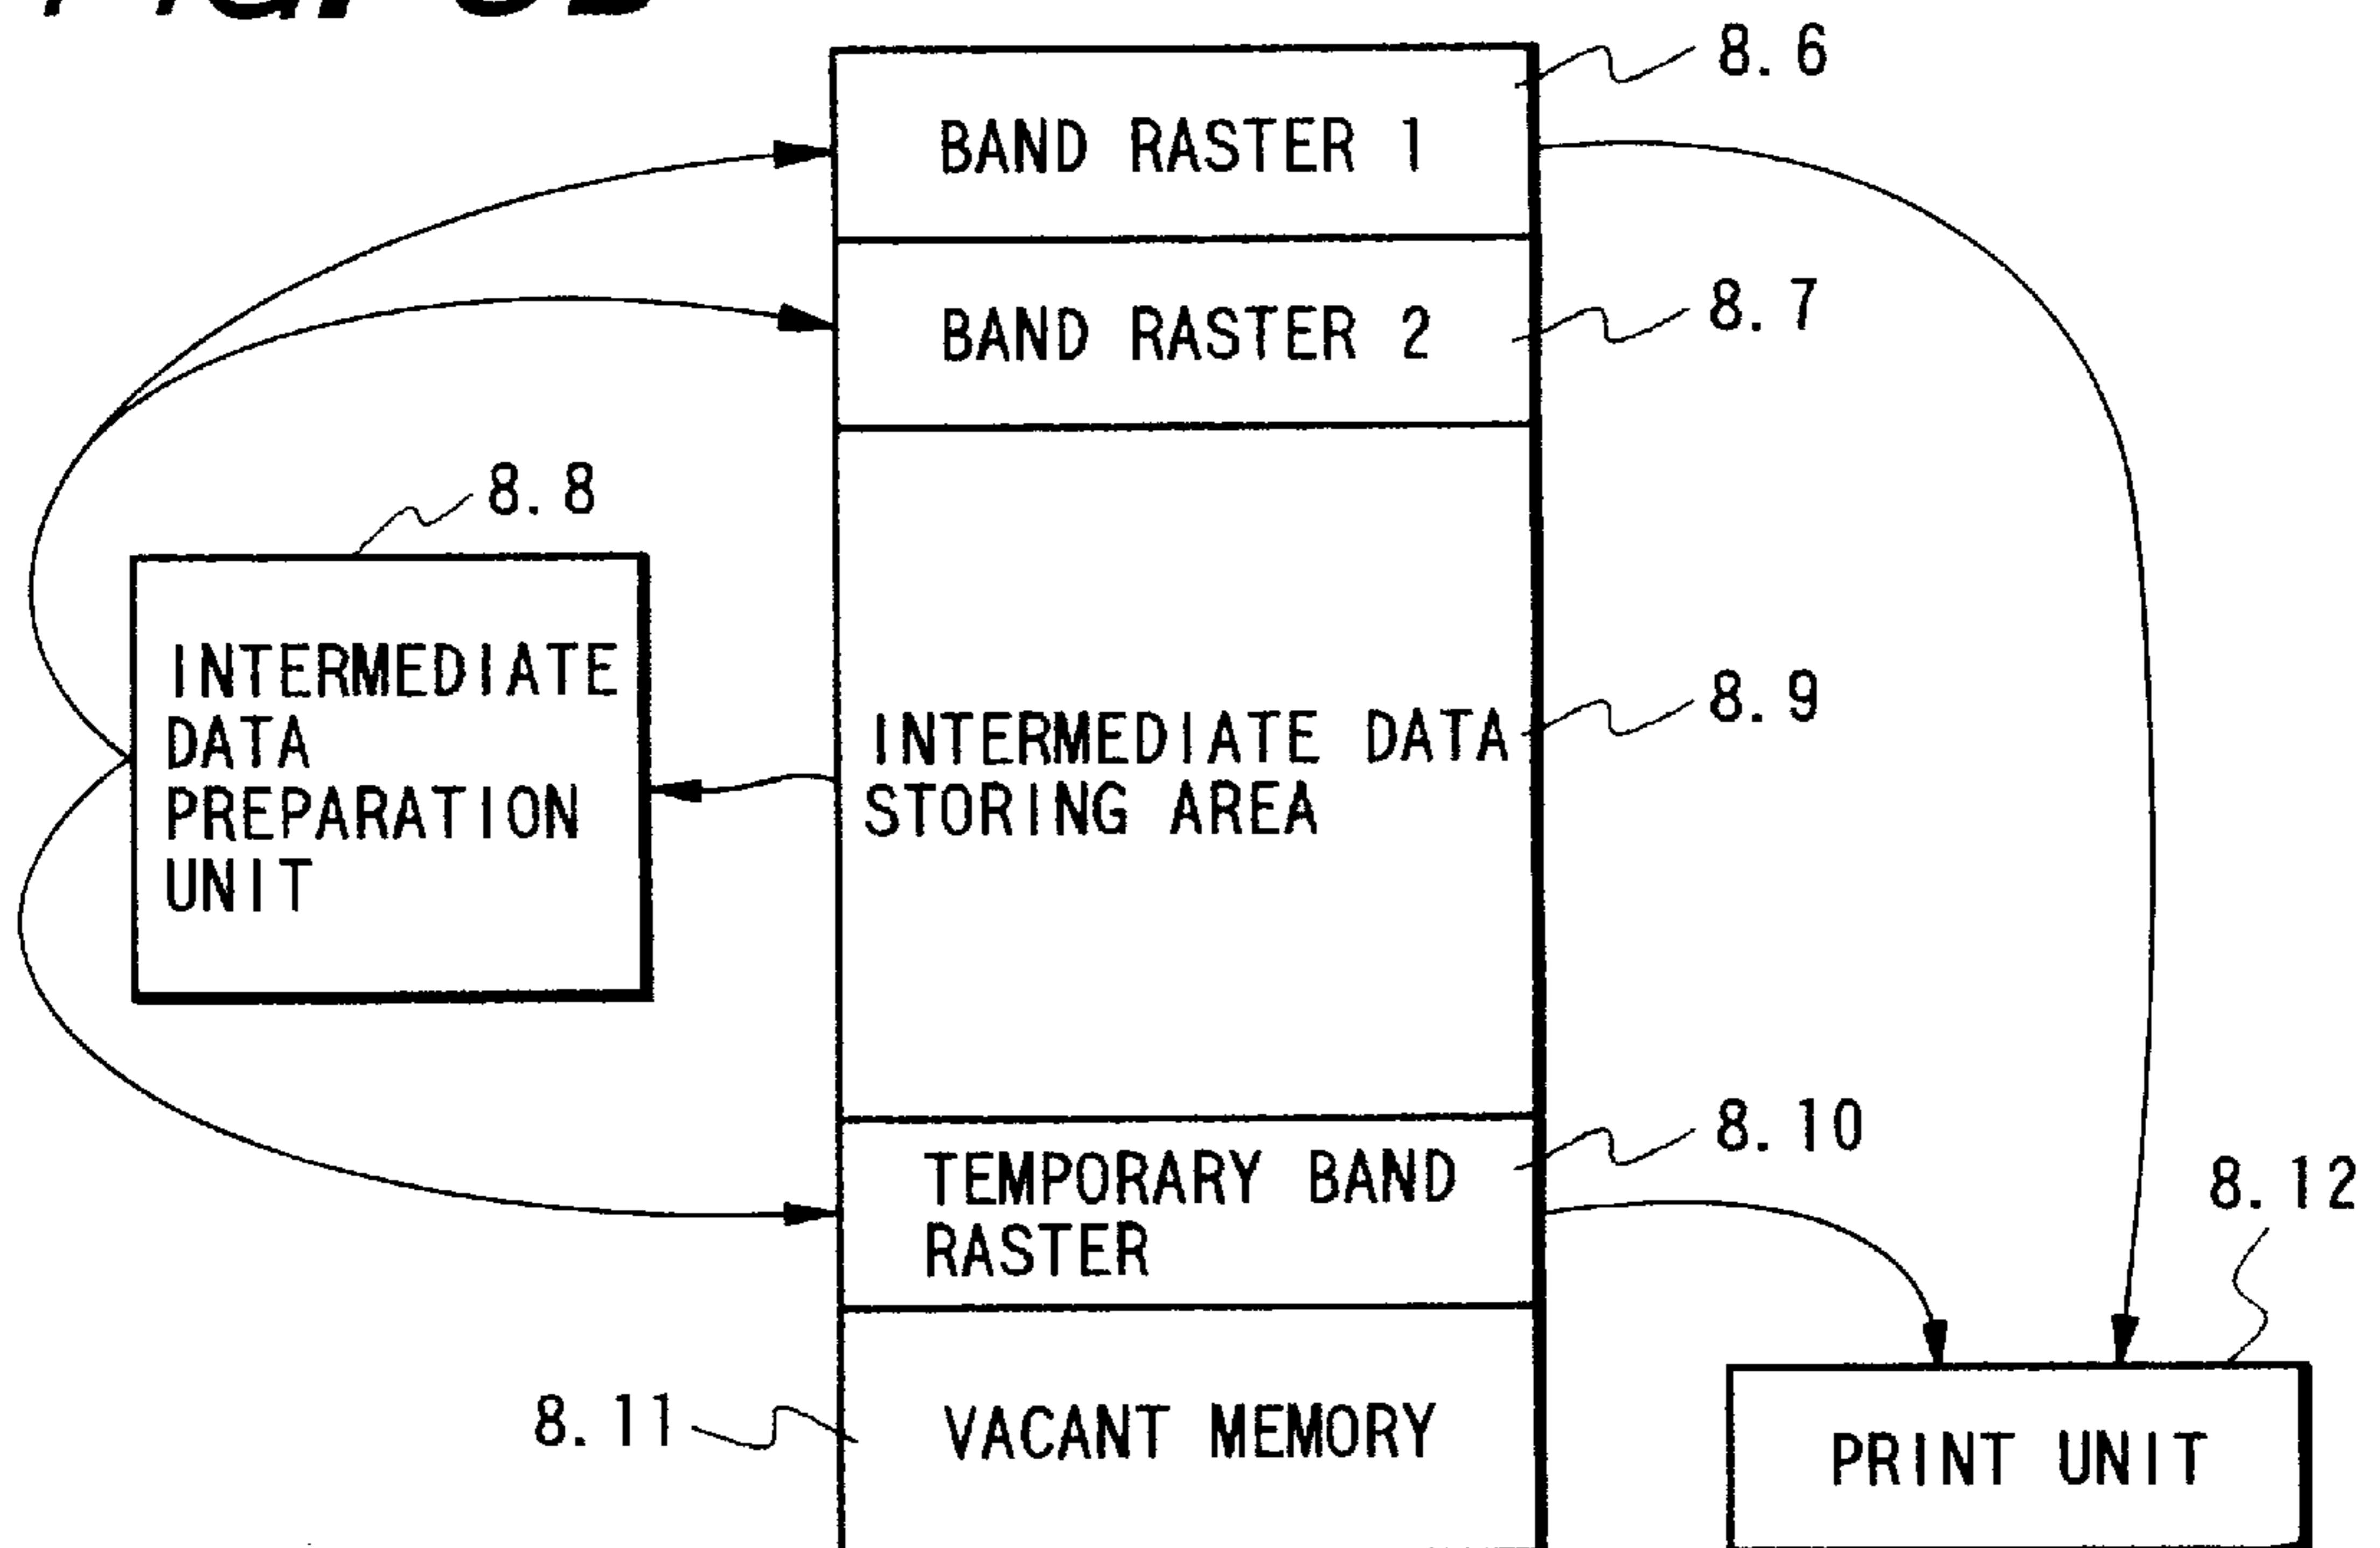 8.6
BAND RASTER 1
8.7
BAND RASTER 2
8.8
INTERMEDIATE
DATA
PREPARATION
UNIT
8.9
INTERMEDIATE DATA
STORING AREA
8.10
TEMPORARY BAND
RASTER
8.12
8.11
VACANT MEMORY
PRINT UNIT